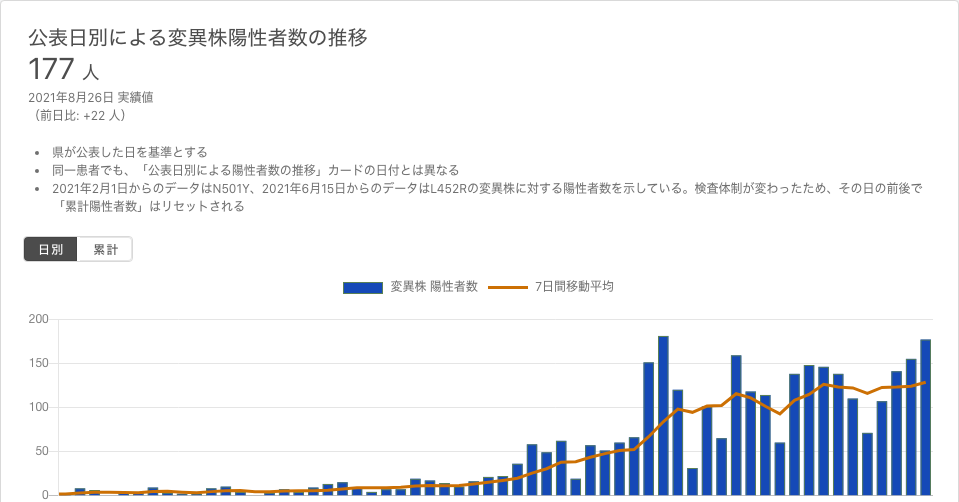 公表日別による変異株陽性者数の推移
177 人
2021年8月26日 実績値
（前日比: +22 人）
• 県が公表した日を基準とする
• 同一患者でも、「公表日別による陽性者数の推移」カードの日付とは異なる
• 2021年2月1日からのデータはN501Y、2021年6月15日からのデータはL452Rの変異株に対する陽性者数を示している。検査体制が変わったため、その日の前後で
「累計陽性者数」はリセットされる
日別 累計
変異株 陽性者数 7日間移動平均
200
150
100
50
0